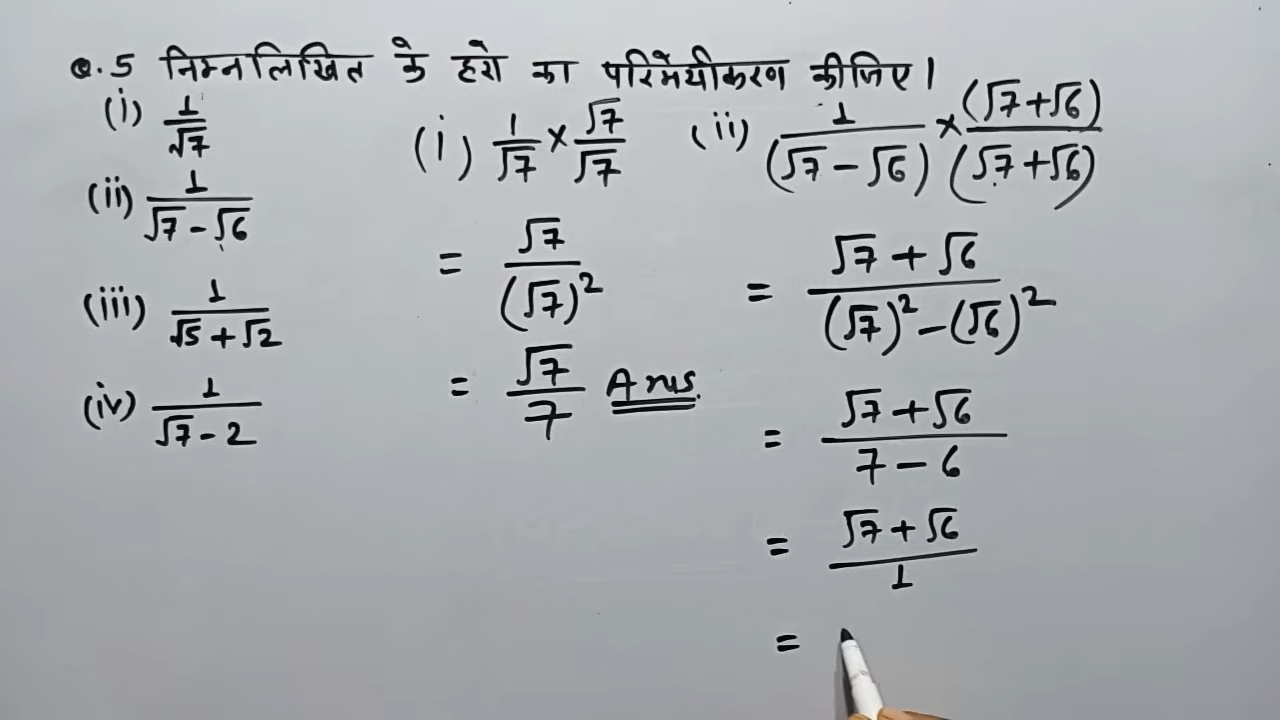 Q.5 निम्नलिखित के हरो का परिमेयीकरण कीजिए।
(i) 1/√7
(ii) 1/(√7 - √6)
(iii) 1/(√5 + √2)
(iv) 1/(√7 - 2)
(i) 1/√7 × √7/√7
= √7/(√7)²
= √7/7 Ans.
(ii) 1/(√7 - √6) × (√7 + √6)/(√7 + √6)
= (√7 + √6)/((√7)² - (√6)²)
= (√7 + √6)/(7 - 6)
= (√7 + √6)/1
=